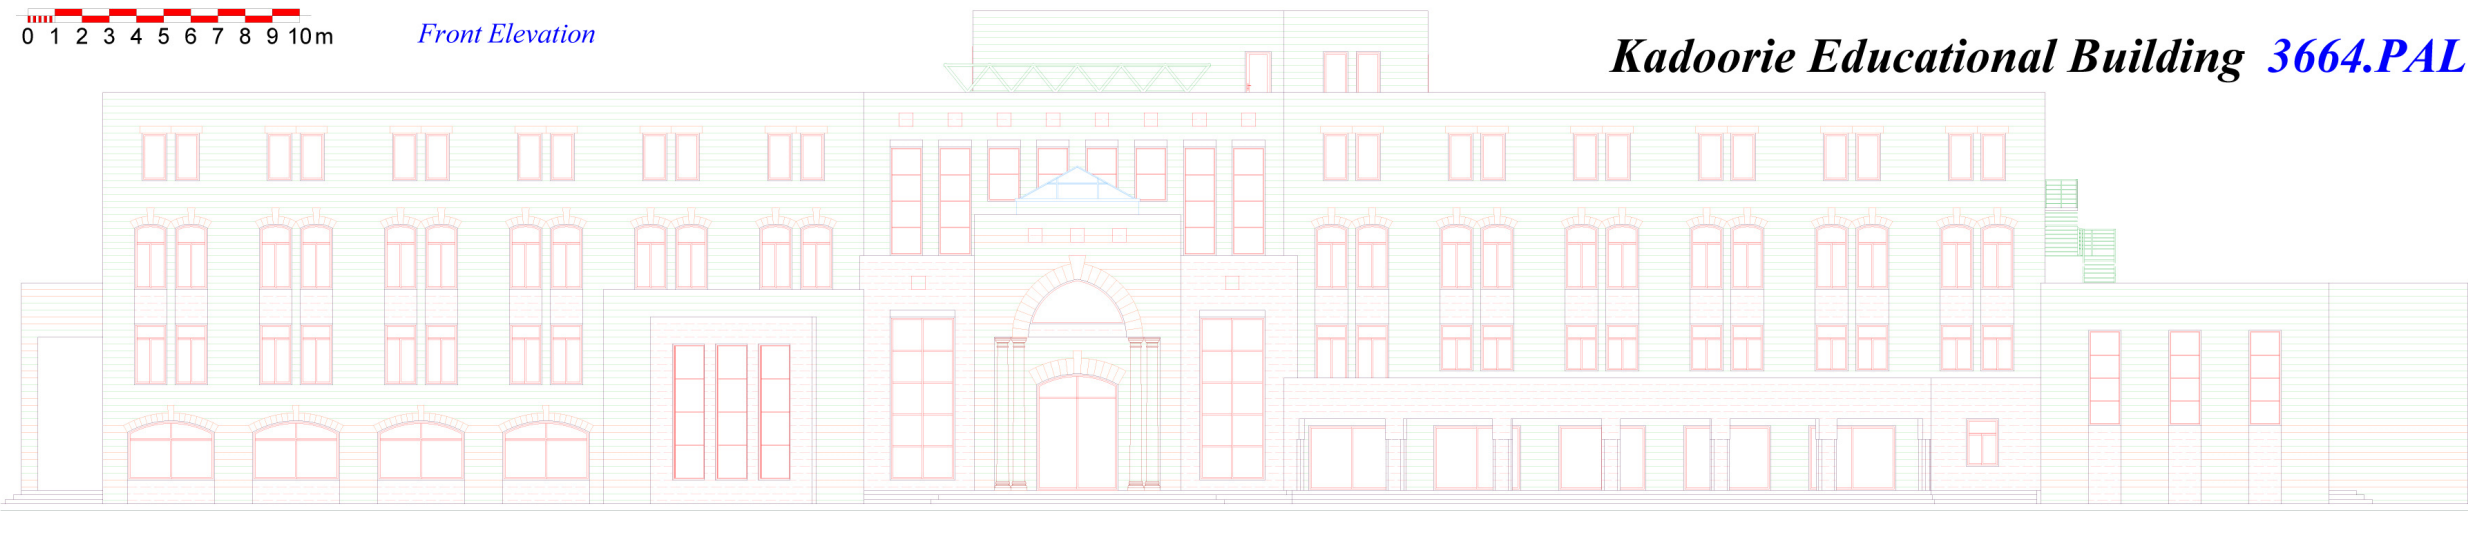 0 1 2 3 4 5 6 7 8 9 10m
Front Elevation
Kadoorie Educational Building 3664.PAL